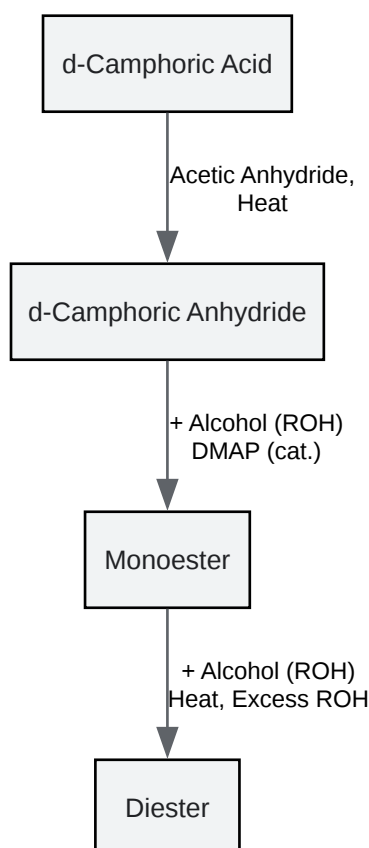 d-Camphoric Acid
Acetic Anhydride,
Heat
d-Camphoric Anhydride
+ Alcohol (ROH)
DMAP (cat.)
Monoester
+ Alcohol (ROH)
Heat, Excess ROH
Diester